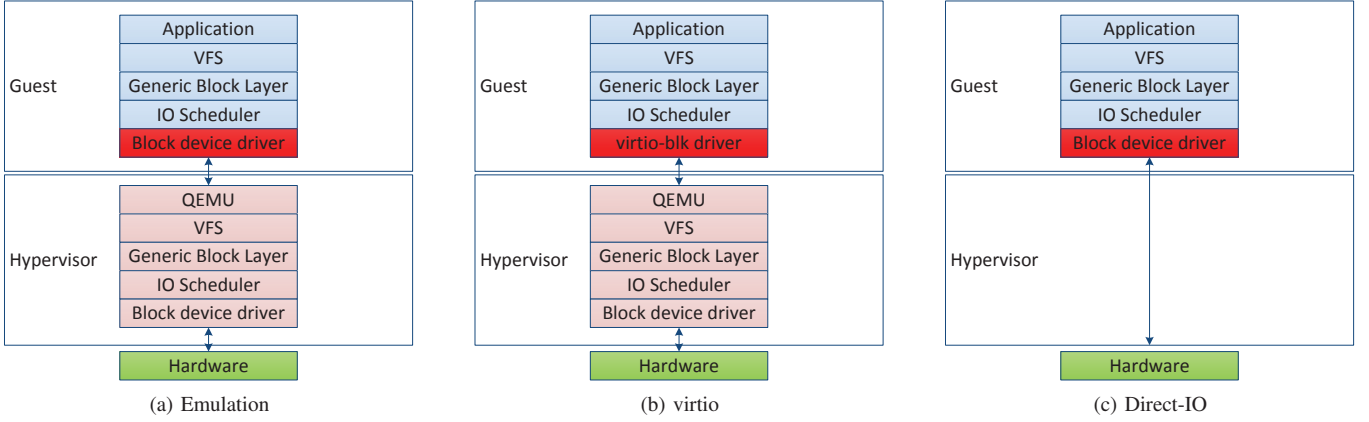 Guest
Application
VFS
Generic Block Layer
IO Scheduler
Block device driver
Hypervisor
QEMU
VFS
Generic Block Layer
IO Scheduler
Block device driver
Hardware
(a) Emulation
Guest
Application
VFS
Generic Block Layer
IO Scheduler
virtio-blk driver
Hypervisor
QEMU
VFS
Generic Block Layer
IO Scheduler
Block device driver
Hardware
(b) virtio
Guest
Application
VFS
Generic Block Layer
IO Scheduler
Block device driver
Hypervisor
Hardware
(c) Direct-IO